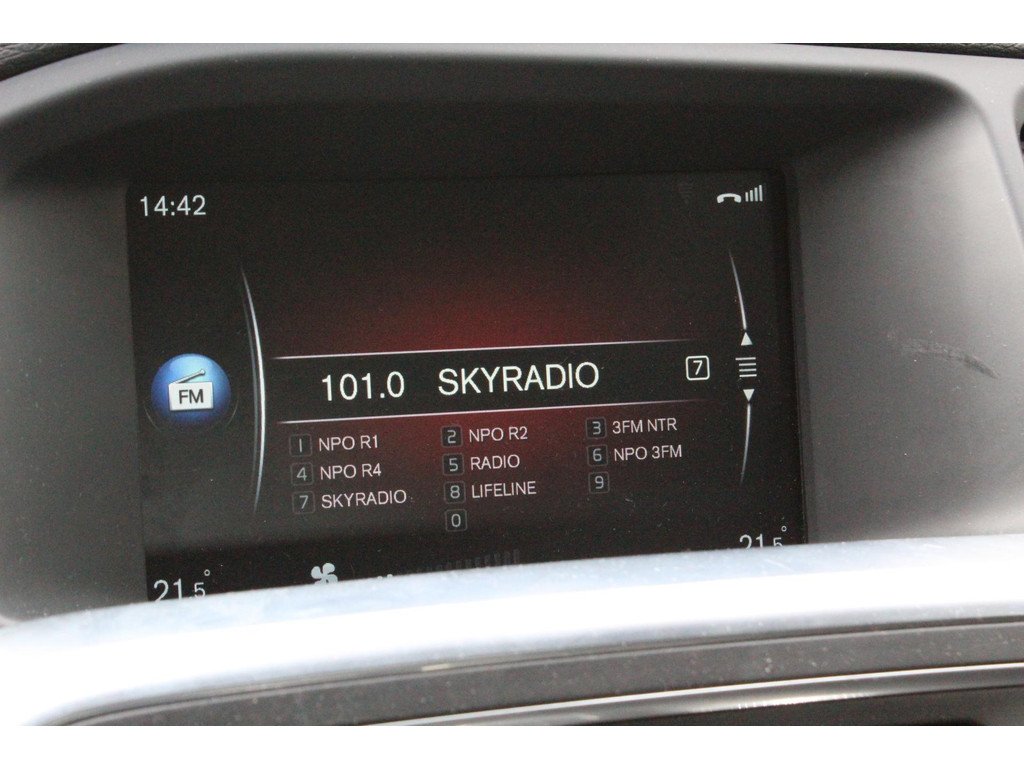 14:42
FM
101.0 SKYRADIO 7
1 NPO R1 2 NPO R2 3 3FM NTR
4 NPO R4 5 RADIO 6 NPO 3FM
7 SKYRADIO 8 LIFELINE 9
0
21.5° 21.5°